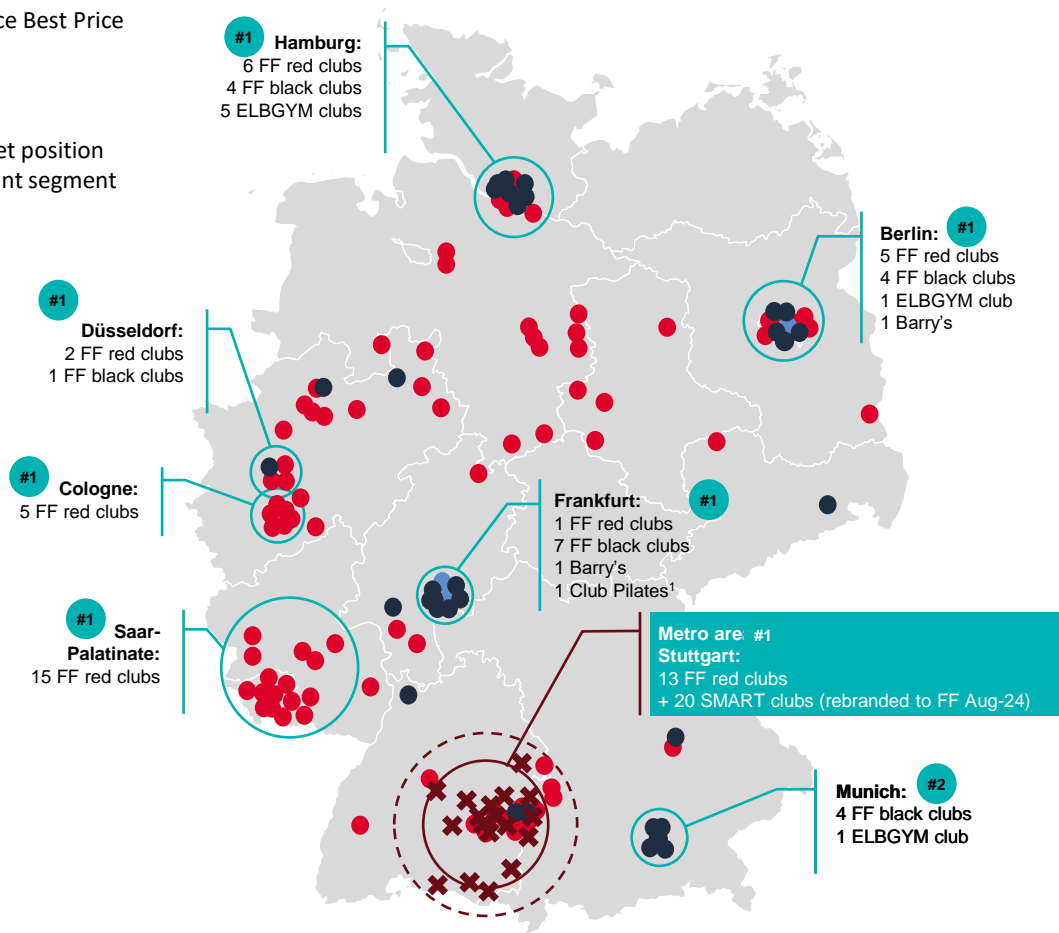 ce Best Price
et position
nt segment
#1
Hamburg:
6 FF red clubs
4 FF black clubs
5 ELBGYM clubs
Berlin:
#1
5 FF red clubs
4 FF black clubs
1 ELBGYM club
1 Barry's
#1
Düsseldorf:
2 FF red clubs
1 FF black clubs
#1
Cologne:
5 FF red clubs
Frankfurt:
#1
1 FF red clubs
7 FF black clubs
1 Barry's
1 Club Pilates¹
#1
Saar-
Palatinate:
15 FF red clubs
Metro are
#1
Stuttgart:
13 FF red clubs
+ 20 SMART clubs (rebranded to FF Aug-24)
Munich:
#2
4 FF black clubs
1 ELBGYM club